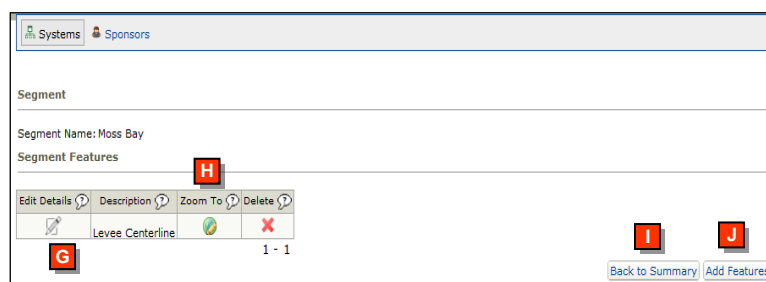 Systems Sponsors
Segment
Segment Name: Moss Bay
Segment Features
H
Edit Details ? Description ? Zoom To ? Delete ?
Levee Centerline
G
1 - 1
I J
Back to Summary Add Features